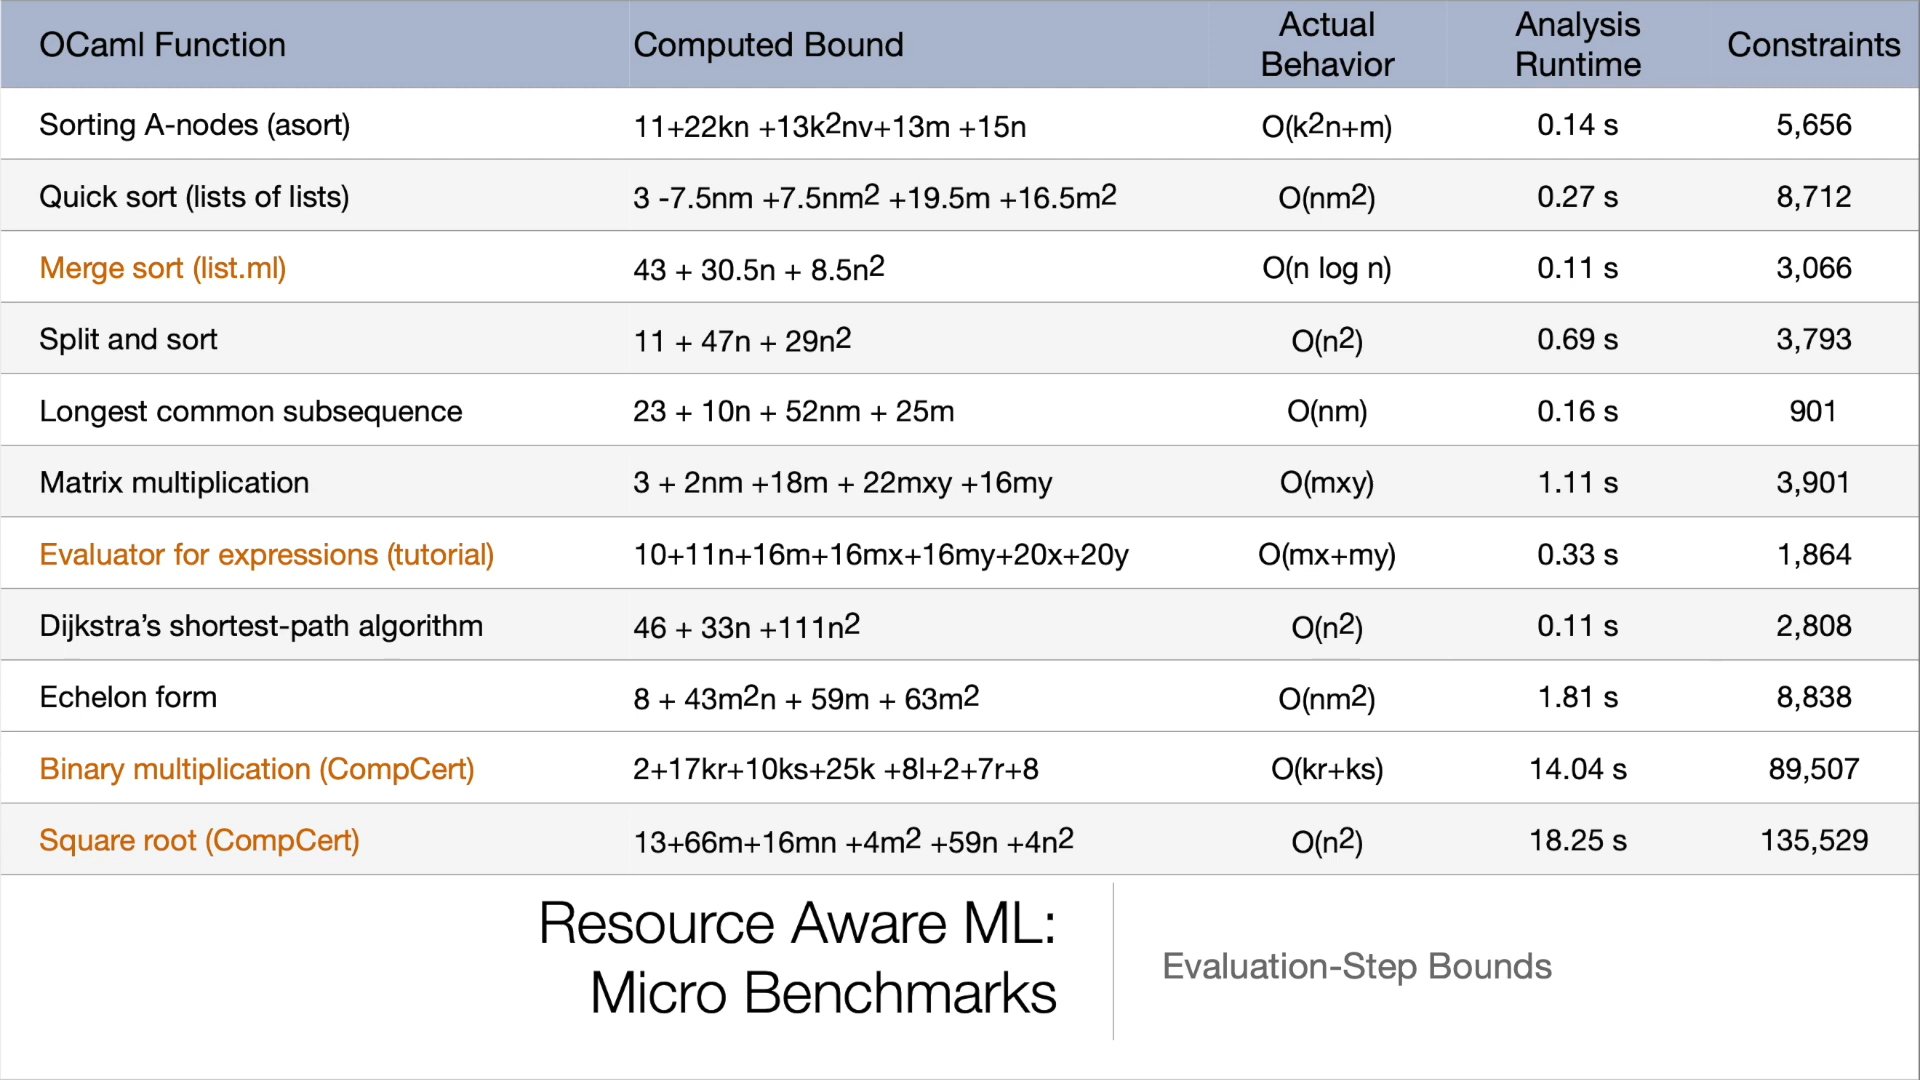 OCaml Function Computed Bound Actual Behavior Analysis Runtime Constraints
Sorting A-nodes (asort) 11+22kn +13k2nv+13m +15n O(k2n+m) 0.14 s 5,656
Quick sort (lists of lists) 3 -7.5nm +7.5nm2 +19.5m +16.5m2 O(nm2) 0.27 s 8,712
Merge sort (list.ml) 43 + 30.5n + 8.5n2 O(n log n) 0.11 s 3,066
Split and sort 11 + 47n + 29n2 O(n2) 0.69 s 3,793
Longest common subsequence 23 + 10n + 52nm + 25m O(nm) 0.16 s 901
Matrix multiplication 3 + 2nm +18m + 22mxy +16my O(mxy) 1.11 s 3,901
Evaluator for expressions (tutorial) 10+11n+16m+16mx+16my+20x+20y O(mx+my) 0.33 s 1,864
Dijkstra’s shortest-path algorithm 46 + 33n +111n2 O(n2) 0.11 s 2,808
Echelon form 8 + 43m2n + 59m + 63m2 O(nm2) 1.81 s 8,838
Binary multiplication (CompCert) 2+17kr+10ks+25k +8l+2+7r+8 O(kr+ks) 14.04 s 89,507
Square root (CompCert) 13+66m+16mn +4m2 +59n +4n2 O(n2) 18.25 s 135,529
Resource Aware ML:
Micro Benchmarks
Evaluation-Step Bounds